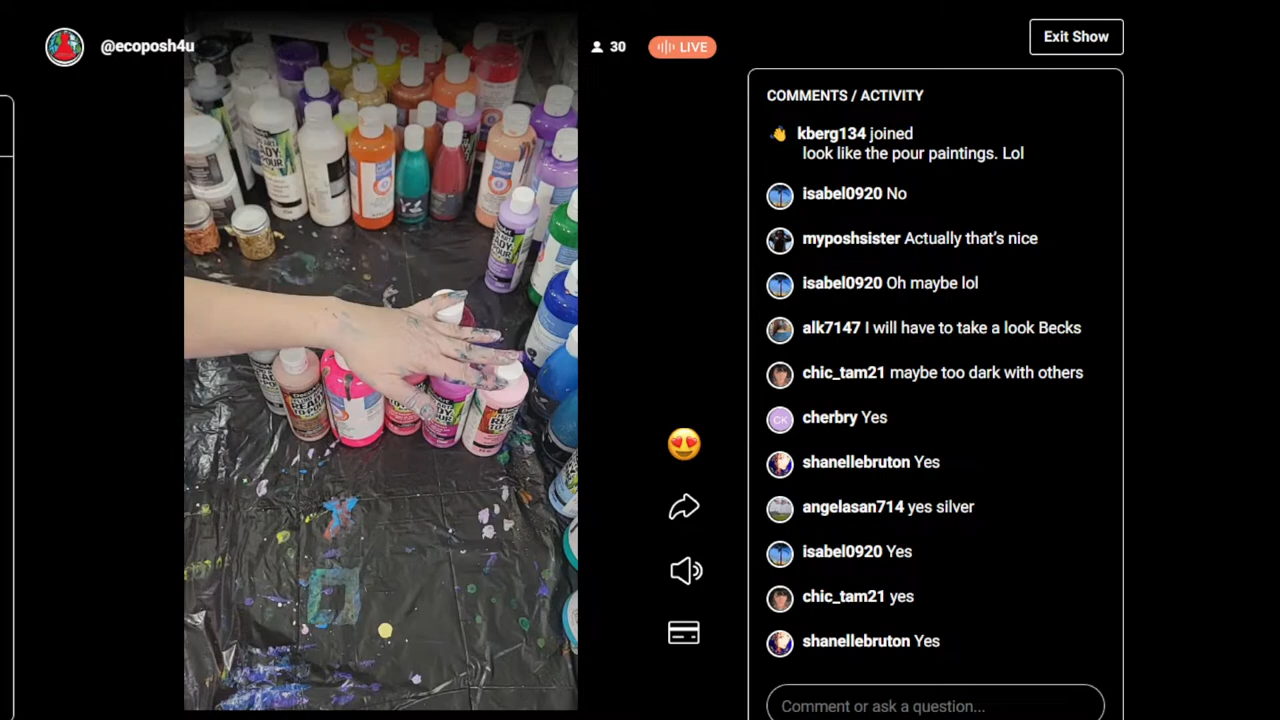 @ecoposh4u
30
LIVE
Exit Show
COMMENTS / ACTIVITY
kberg134 joined
look like the pour paintings. Lol
isabel0920 No
myposhsister Actually that's nice
isabel0920 Oh maybe lol
alk7147 I will have to take a look Becks
chic_tam21 maybe too dark with others
CK
cherbry Yes
shanellebruton Yes
angelasan714 yes silver
isabel0920 Yes
chic_tam21 yes
shanellebruton Yes
Comment or ask a question...